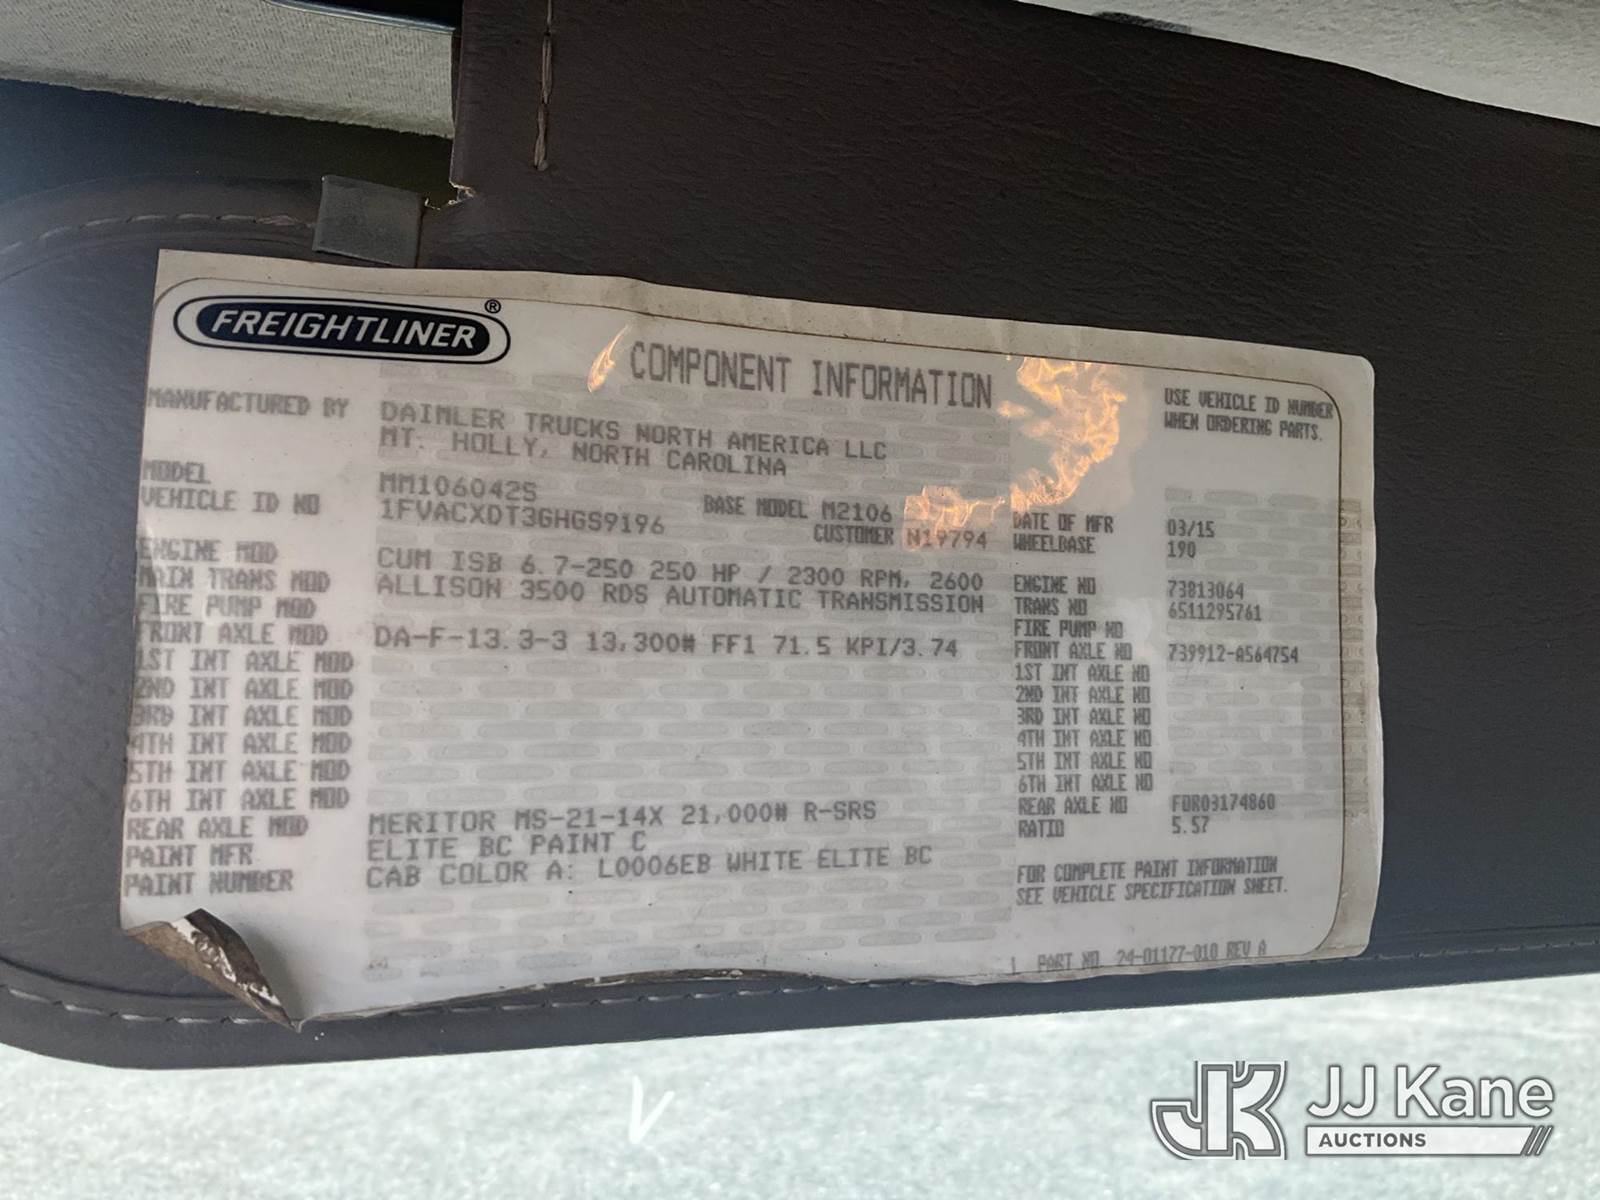 FREIGHTLINER ®
COMPONENT INFORMATION
USE VEHICLE ID NUMBER
WHEN ORDERING PARTS.
MANUFACTURED BY DAIMLER TRUCKS NORTH AMERICA LLC
MT. HOLLY, NORTH CAROLINA
MODEL MM106042S BASE MODEL M2106 DATE OF MFR 03/15
VEHICLE ID NO 1FVACXDT3GHGS9196 CUSTOMER N19794 WHEELBASE 190
ENGINE MOD CUM ISB 6.7-250 250 HP / 2300 RPM, 2600 ENGINE NO 73813064
MAIN TRANS MOD ALLISON 3500 RDS AUTOMATIC TRANSMISSION TRANS NO 6511295761
FIRE PUMP MOD FIRE PUMP NO
FRONT AXLE MOD DA-F-13.3-3 13,300# FF1 71.5 KPI/3.74 FRONT AXLE NO 739912-A564754
1ST INT AXLE MOD 1ST INT AXLE NO
2ND INT AXLE MOD 2ND INT AXLE NO
3RD INT AXLE MOD 3RD INT AXLE NO
4TH INT AXLE MOD 4TH INT AXLE NO
5TH INT AXLE MOD 5TH INT AXLE NO
6TH INT AXLE MOD 6TH INT AXLE NO
REAR AXLE MOD MERITOR MS-21-14X 21,000# R-SRS REAR AXLE NO FOR03174860
PAINT MFR ELITE BC PAINT C RATIO 5.57
PAINT NUMBER CAB COLOR A: L0006EB WHITE ELITE BC
FOR COMPLETE PAINT INFORMATION
SEE VEHICLE SPECIFICATION SHEET.
PART NO. 24-01177-010 REV A
JK JJ Kane
AUCTIONS